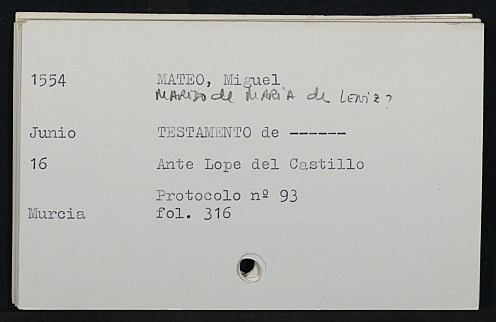 1554 MATEO, Miguel
MARIDO de MARIA de LENIZ?
Junio TESTAMENTO de ------
16 Ante Lope del Castillo
Protocolo nº 93
Murcia fol. 316